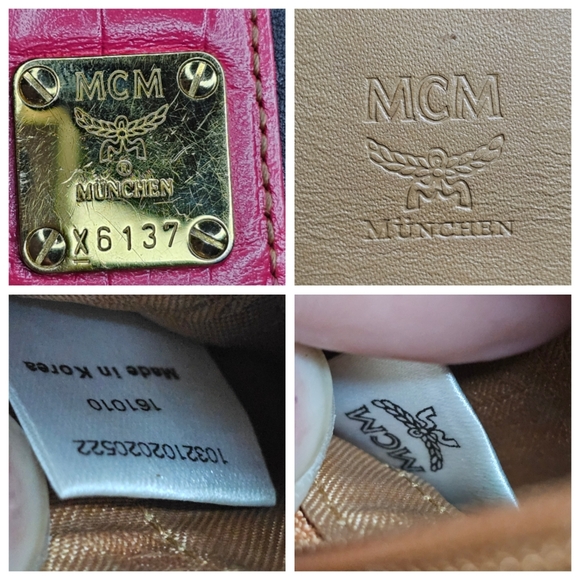 MCM
®
MÜNCHEN
X6137
MCM
MÜNCHEN
Made in Korea
161010
1032102020522
MCM